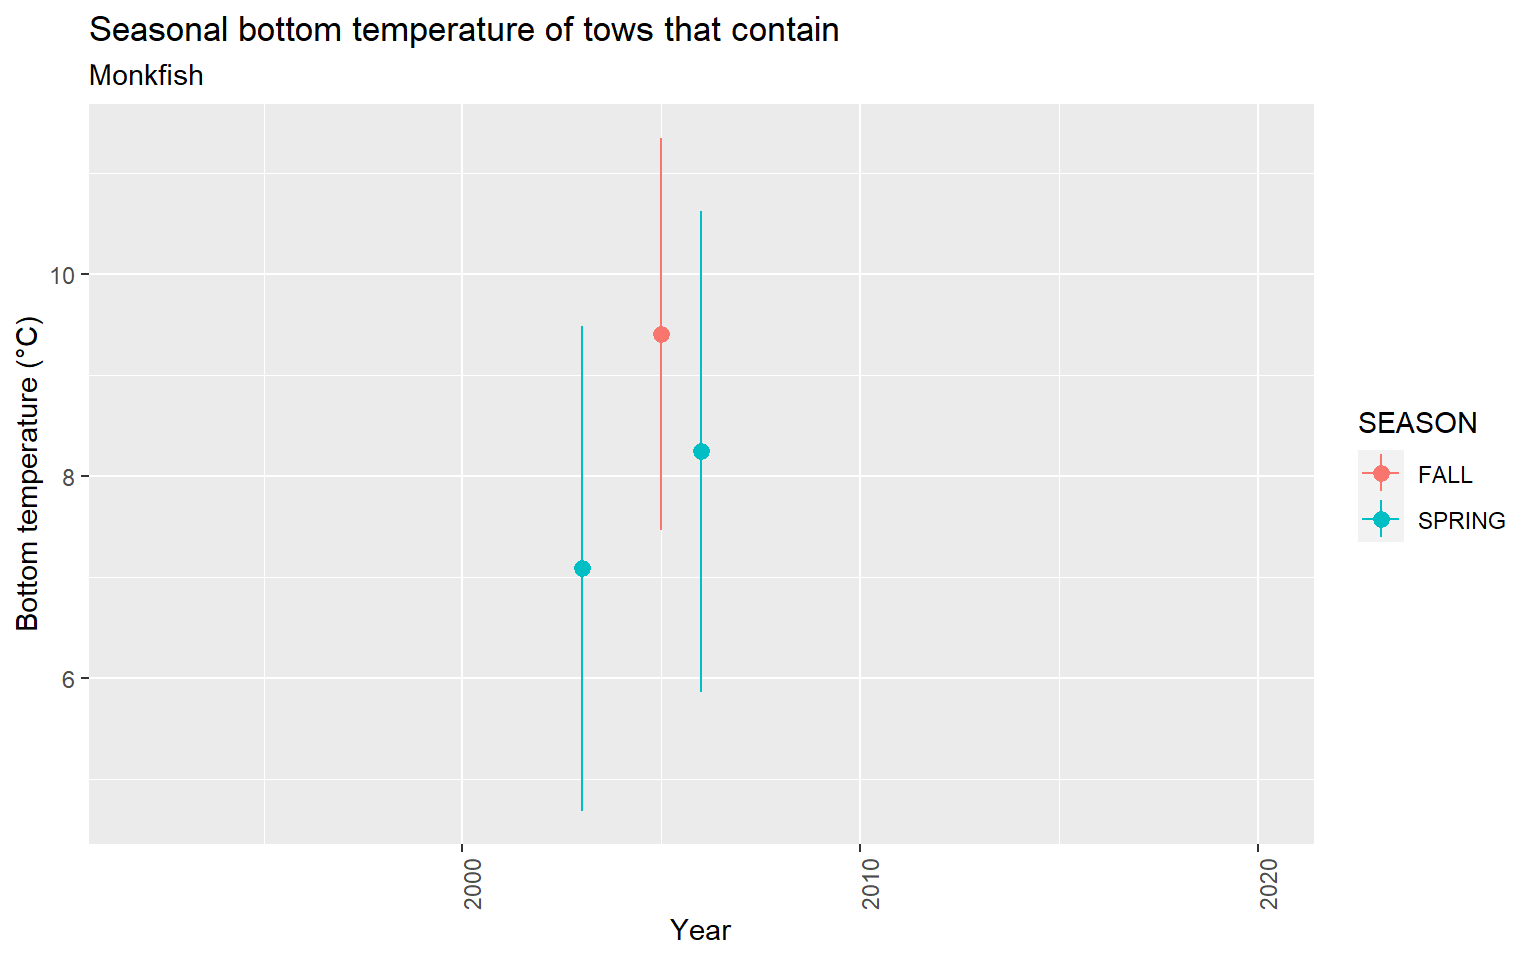 Seasonal bottom temperature of tows that contain
Monkfish
Bottom temperature (°C)
10
8
6
2000
2010
2020
Year
SEASON
FALL
SPRING